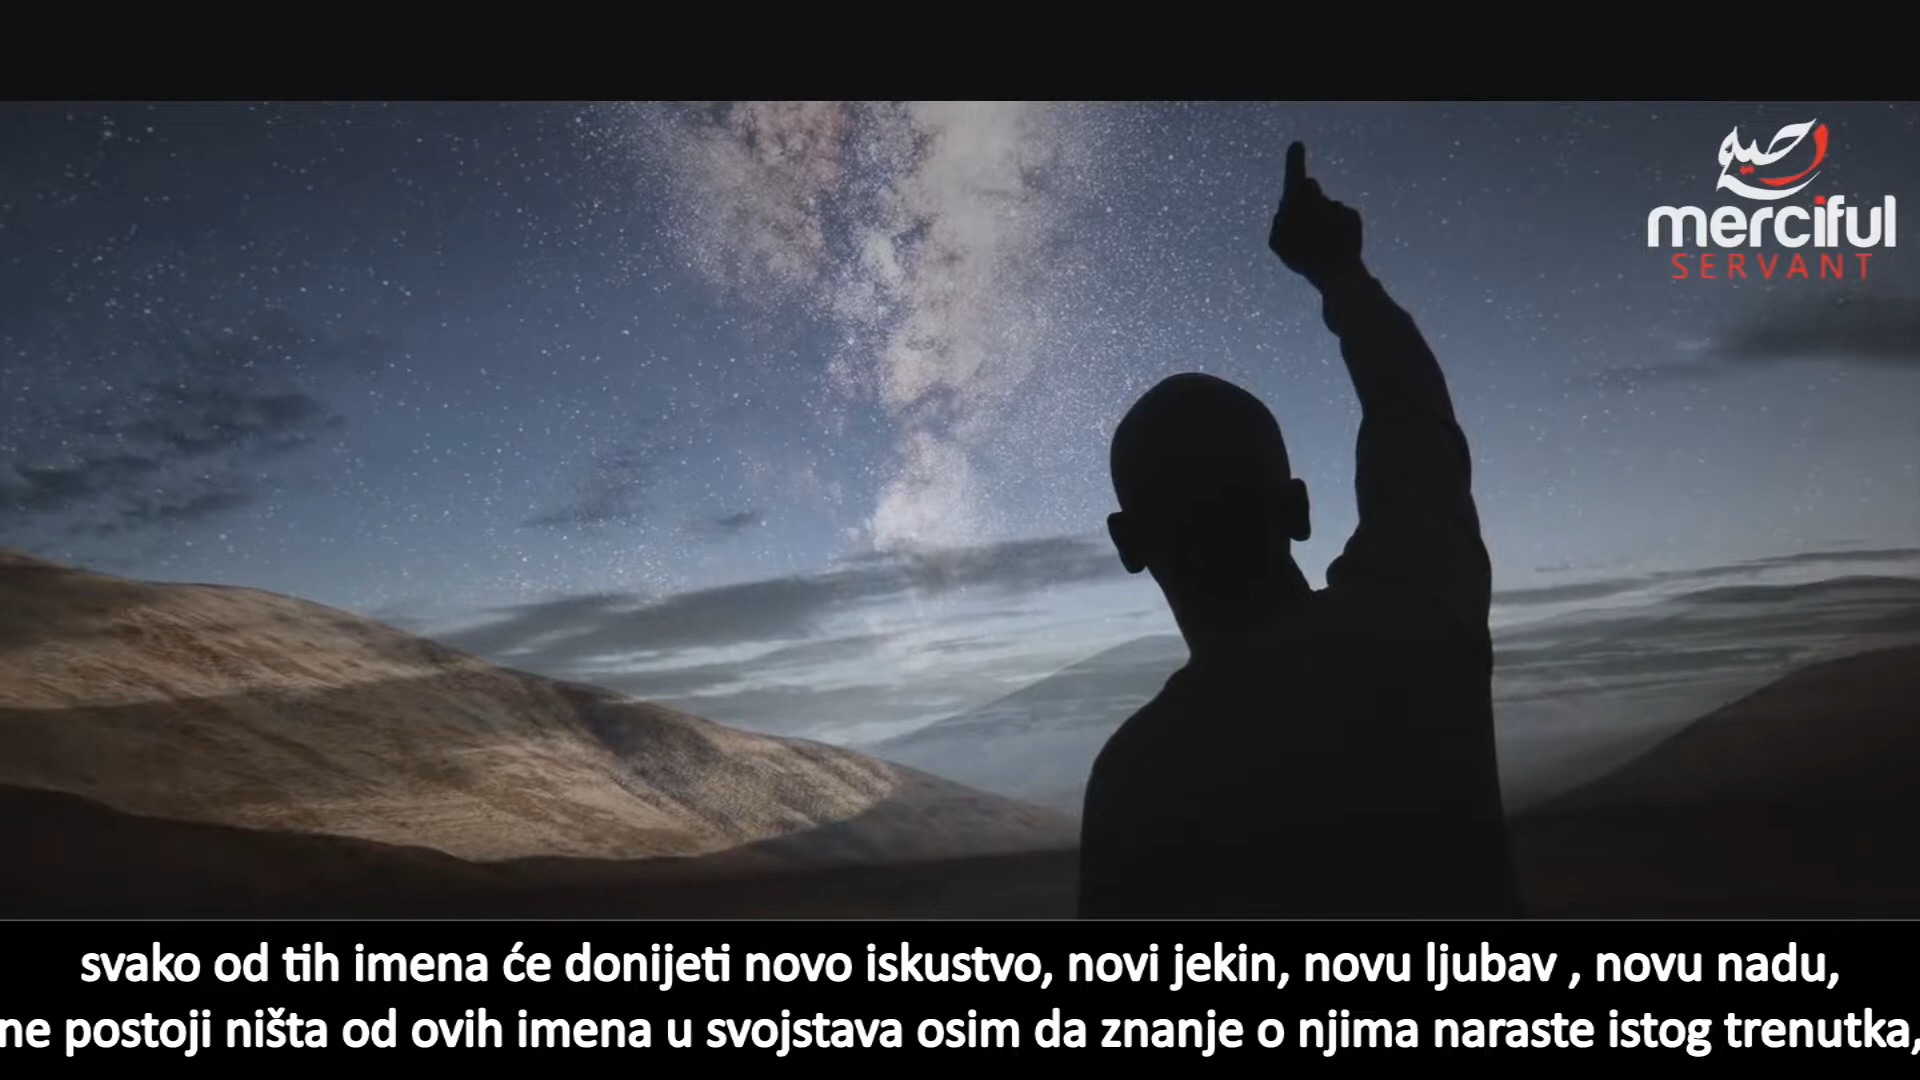 رحيم
merciful
SERVANT
svako od tih imena će donijeti novo iskustvo, novi jekin, novu ljubav , novu nadu,
ne postoji ništa od ovih imena u svojstava osim da znanje o njima naraste istog trenutka,